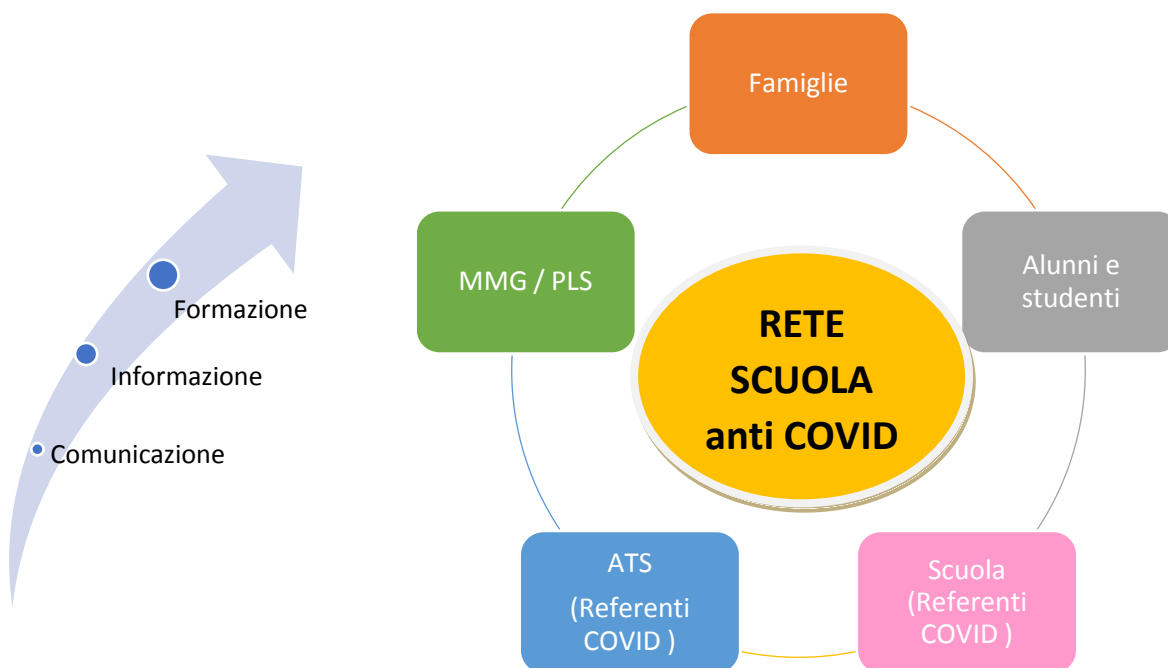 Formazione
Informazione
Comunicazione
Famiglie
MMG / PLS
Alunni e
studenti
RETE
SCUOLA
anti COVID
ATS
(Referenti
COVID )
Scuola
(Referenti
COVID )